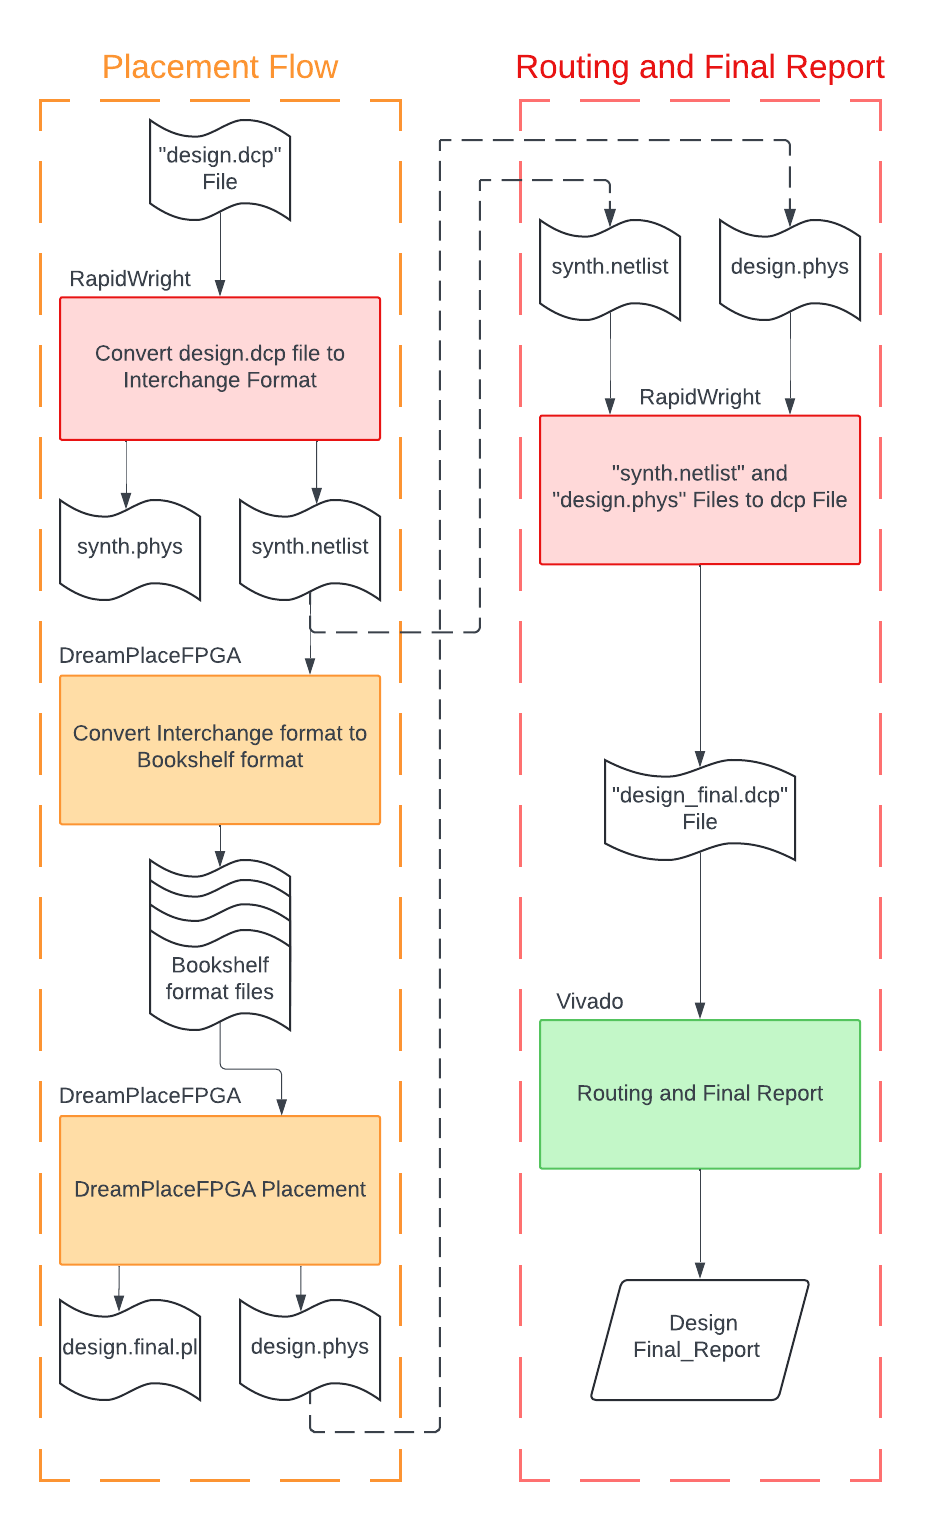 Placement Flow
"design.dcp"
File
RapidWright
Convert design.dcp file to
Interchange Format
synth.phys
synth.netlist
DreamPlaceFPGA
Convert Interchange format to
Bookshelf format
Bookshelf
format files
DreamPlaceFPGA
DreamPlaceFPGA Placement
design.final.pl
design.phys
Routing and Final Report
synth.netlist
design.phys
RapidWright
"synth.netlist" and
"design.phys" Files to dcp File
"design_final.dcp"
File
Vivado
Routing and Final Report
Design
Final_Report